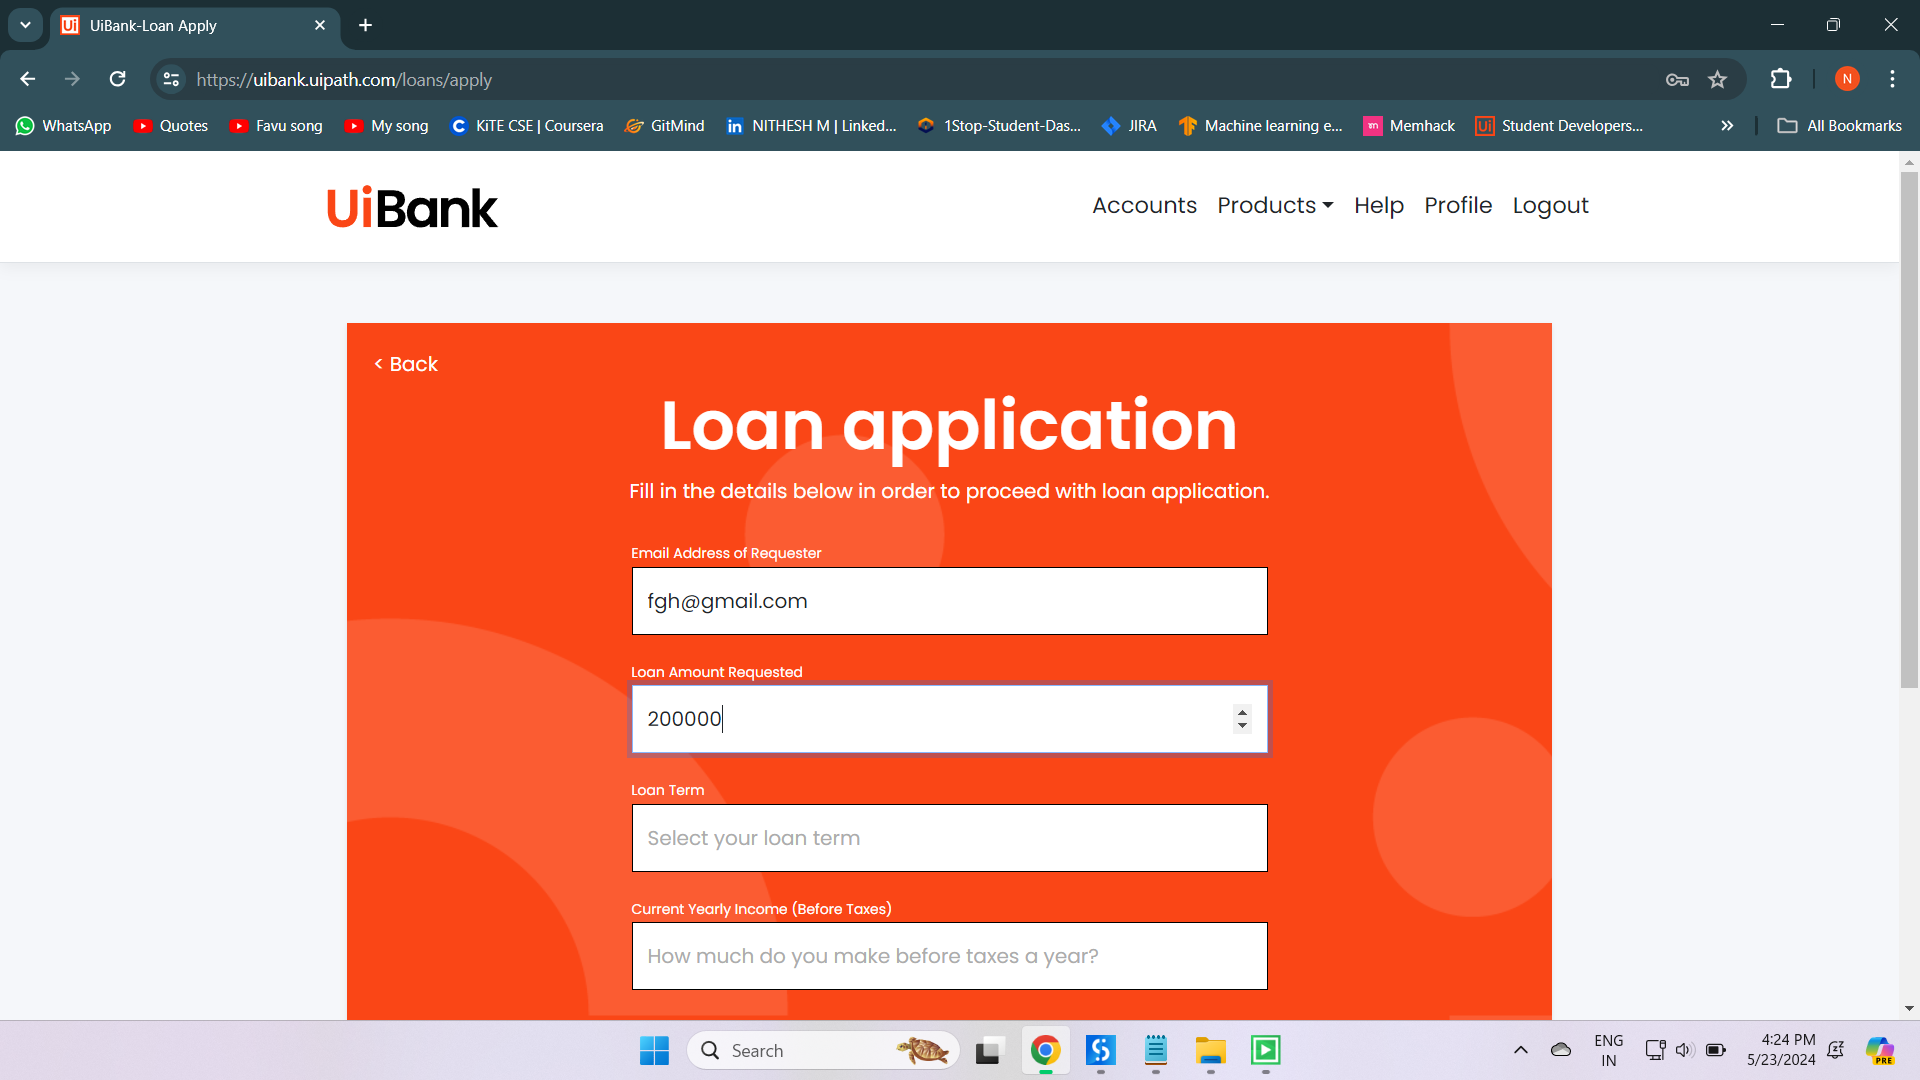 UiBank-Loan Apply
https://uibank.uipath.com/loans/apply
N
WhatsApp Quotes Favu song My song KiTE CSE | Coursera GitMind NITHESH M | Linked... 1Stop-Student-Das... JIRA Machine learning e... Memhack Student Developers... All Bookmarks
UiBank
Accounts Products Help Profile Logout
< Back
Loan application
Fill in the details below in order to proceed with loan application.
Email Address of Requester
fgh@gmail.com
Loan Amount Requested
200000
Loan Term
Select your loan term
Current Yearly Income (Before Taxes)
How much do you make before taxes a year?
Search
ENG
IN
4:24 PM
5/23/2024
PRE